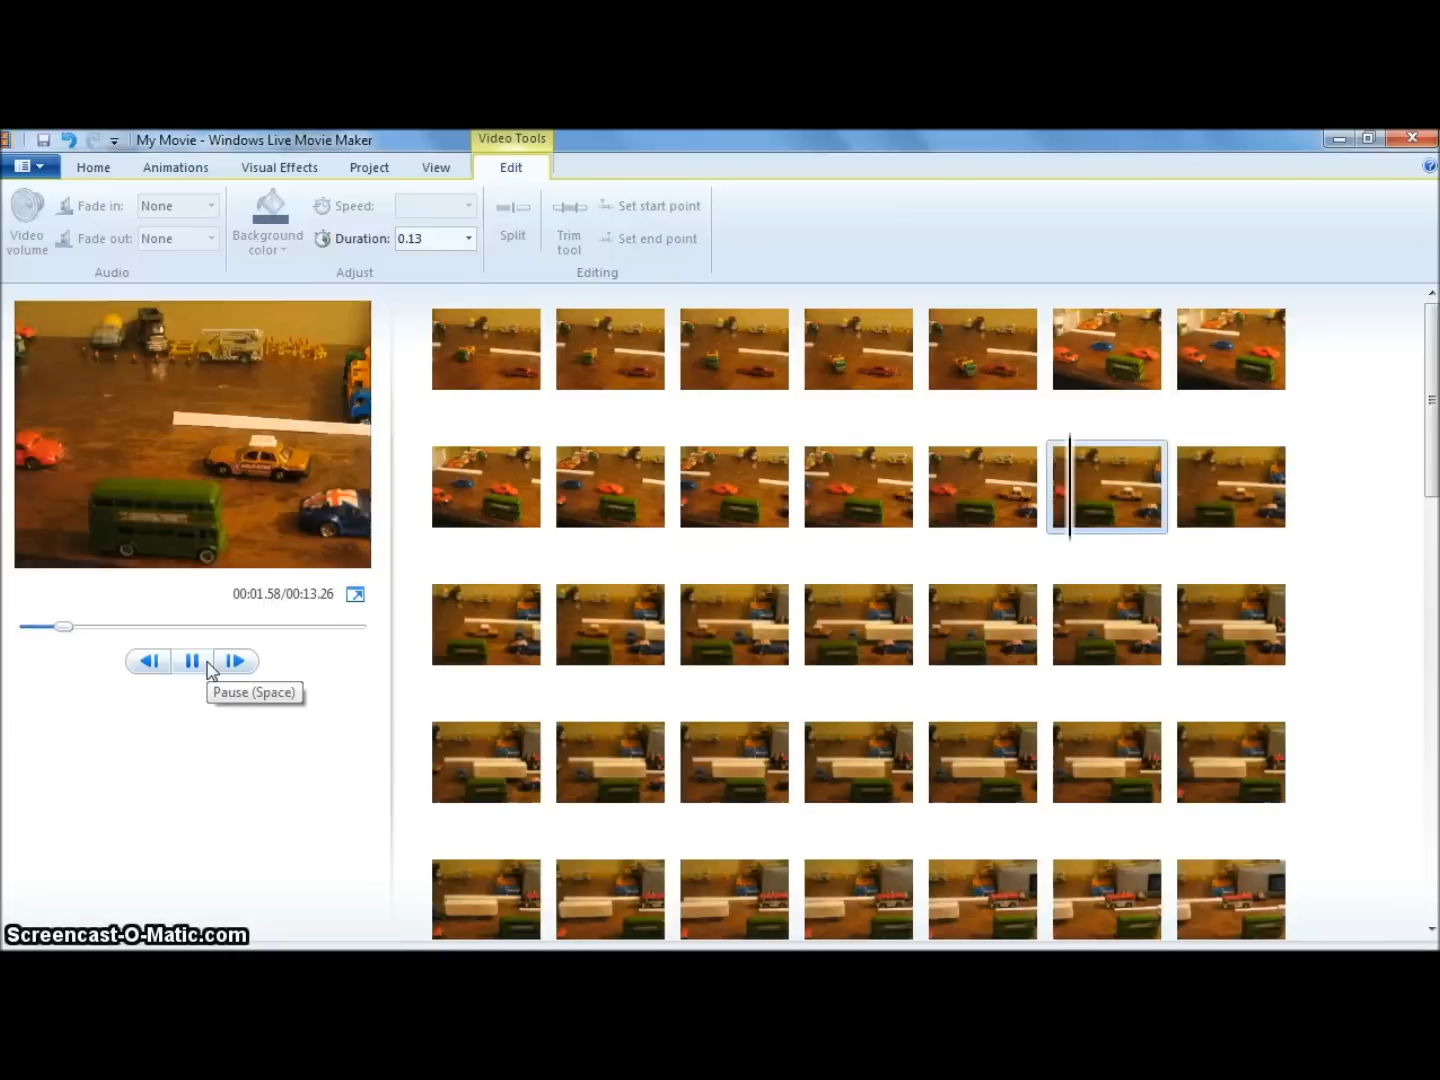 My Movie - Windows Live Movie Maker
Video Tools
Home
Animations
Visual Effects
Project
View
Edit
Video volume
Fade in: None
Fade out: None
Audio
Background color
Speed:
Duration: 0.13
Adjust
Split
Trim tool
Set start point
Set end point
Editing
00:01.58/00:13.26
Pause (Space)
Screencast-O-Matic.com